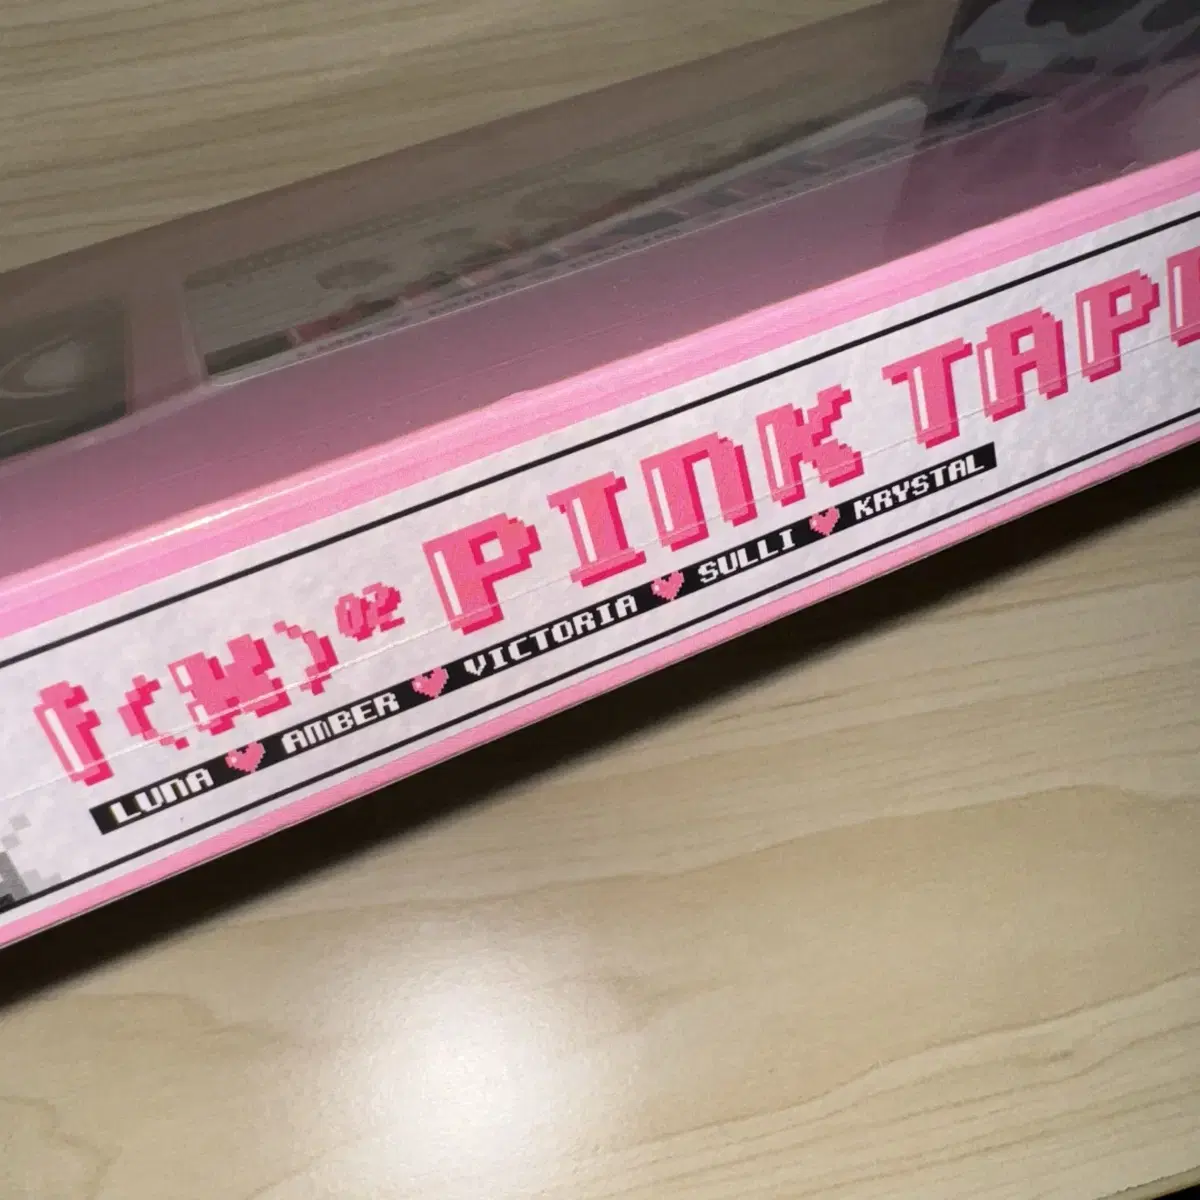 f(x) 02 PINK TAPE
LUNA ♥ AMBER ♥ VICTORIA ♥ SULLI ♥ KRYSTAL